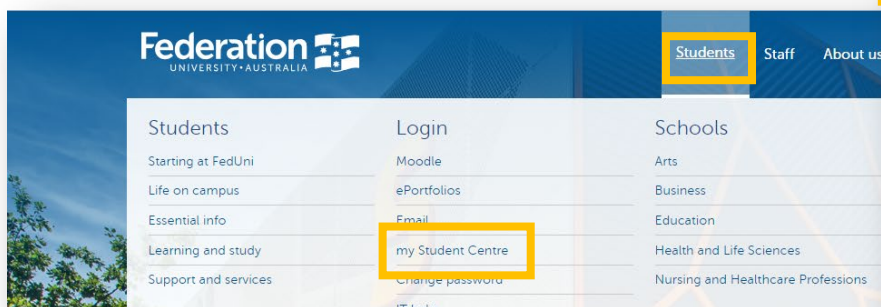 Federation
UNIVERSITY • AUSTRALIA
Students
Staff
About us
Students
Starting at FedUni
Life on campus
Essential info
Learning and study
Support and services
Login
Moodle
ePortfolios
Email
my Student Centre
Change password
Schools
Arts
Business
Education
Health and Life Sciences
Nursing and Healthcare Professions